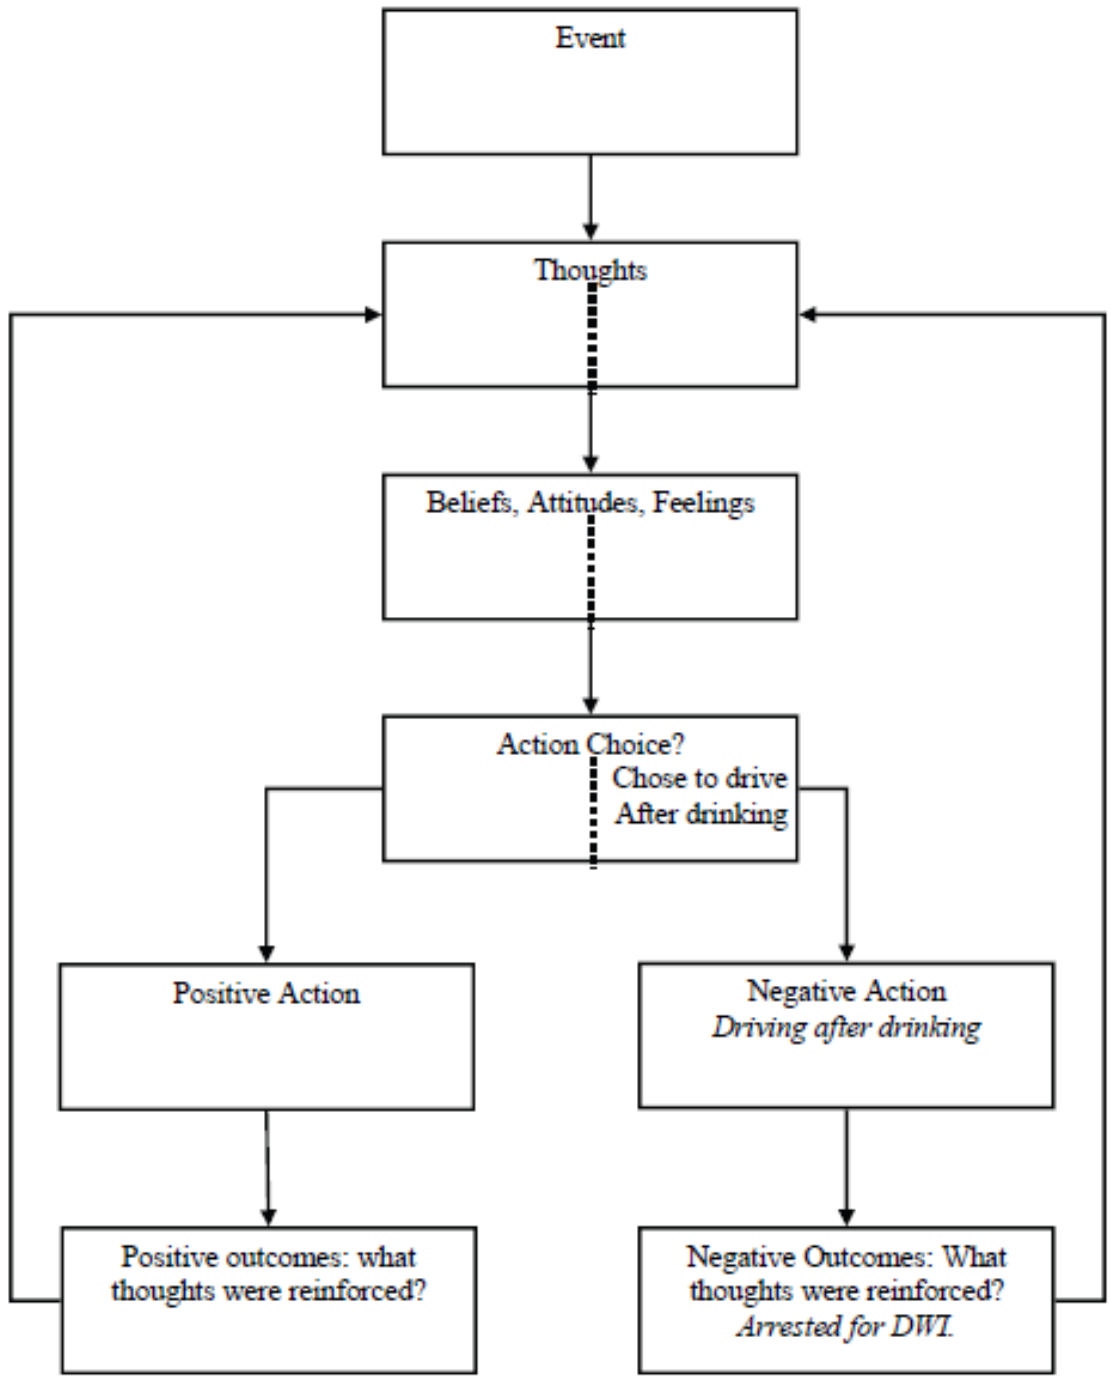 Event
Thoughts
Beliefs, Attitudes, Feelings
Action Choice?
Chose to drive
After drinking
Positive Action
Negative Action
Driving after drinking
Positive outcomes: what
thoughts were reinforced?
Negative Outcomes: What
thoughts were reinforced?
Arrested for DWI.